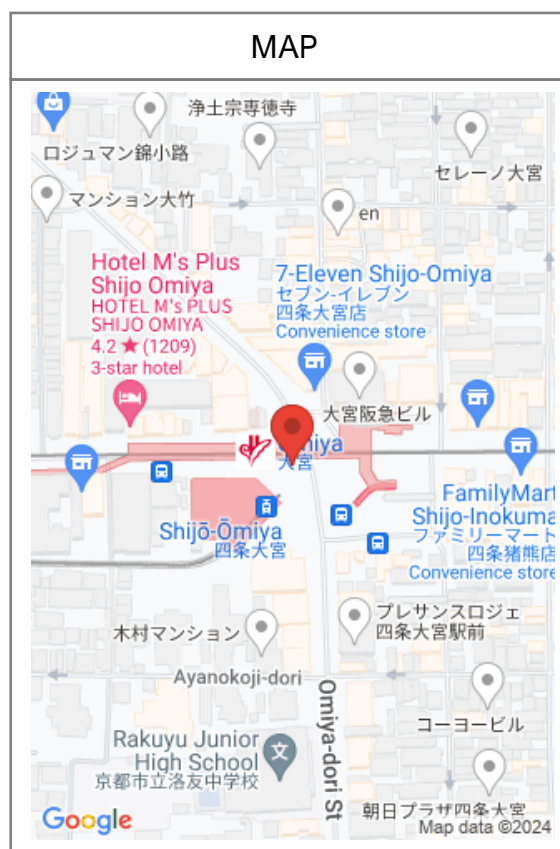 MAP
浄土宗専徳寺
ロジュマン錦小路
セレーノ大宮
マンション大竹
en
Hotel M's Plus
Shijo Omiya
HOTEL M's PLUS
SHIJO OMIYA
4.2 ★ (1209)
3-star hotel
7-Eleven Shijo-Omiya
セブン-イレブン
四条大宮店
Convenience store
大宮阪急ビル
miya
大宮
FamilyMart
Shijo-Inokuma
ファミリーマート
四条猪熊店
Convenience store
Shijō-Ōmiya
四条大宮
木村マンション
プレサンスロジェ
四条大宮駅前
Ayanokoji-dori
Omiya-dori St
コーヨービル
Rakuyu Junior
High School
京都市立洛友中学校
朝日プラザ四条大宮
Google
Map data ©2024